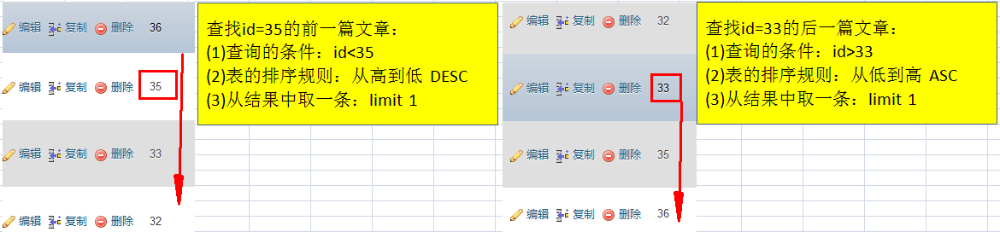 编辑 复制 删除 36
编辑 复制 删除 35
编辑 复制 删除 33
编辑 复制 删除 32
查找id=35的前一篇文章：
(1)查询的条件：id<35
(2)表的排序规则：从高到低 DESC
(3)从结果中取一条：limit 1
编辑 复制 删除 32
编辑 复制 删除 33
编辑 复制 删除 35
编辑 复制 删除 36
查找id=33的后一篇文章：
(1)查询的条件：id>33
(2)表的排序规则：从低到高 ASC
(3)从结果中取一条：limit 1